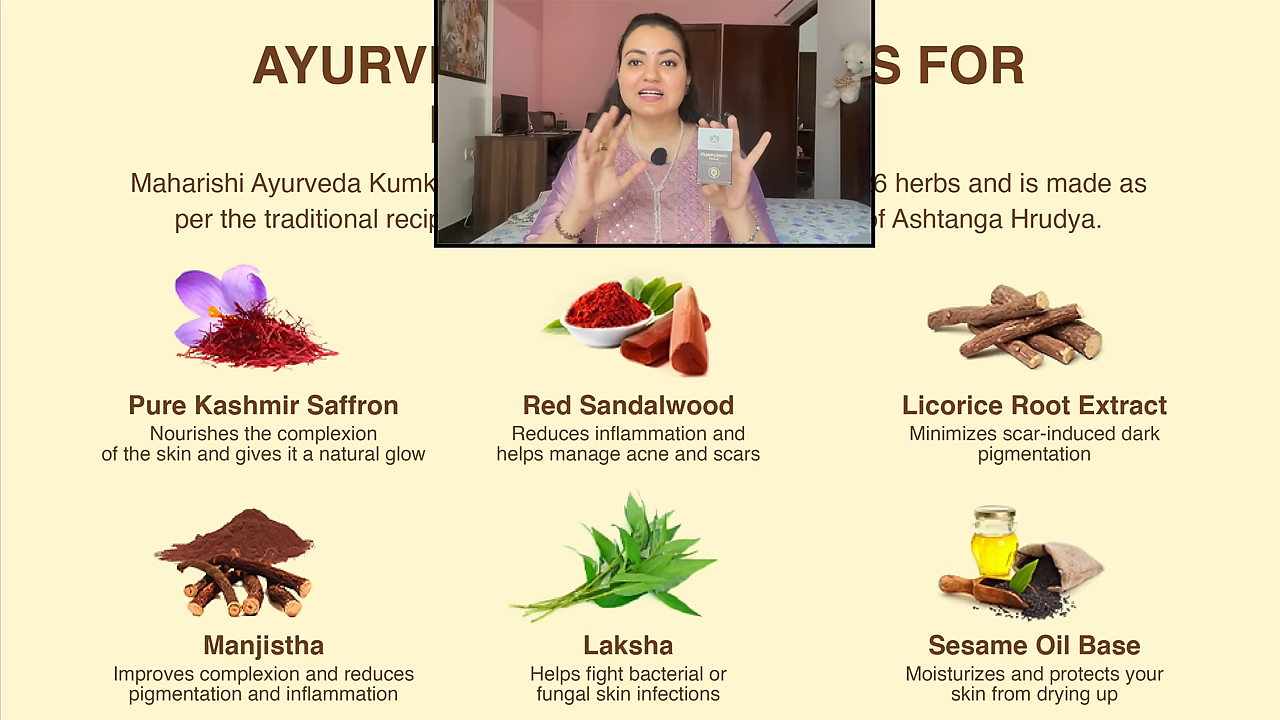 AYURV S FOR
Maharishi Ayurveda Kumk 6 herbs and is made as
per the traditional recip of Ashtanga Hrudya.
Pure Kashmir Saffron
Nourishes the complexion
of the skin and gives it a natural glow
Red Sandalwood
Reduces inflammation and
helps manage acne and scars
Licorice Root Extract
Minimizes scar-induced dark
pigmentation
Manjistha
Improves complexion and reduces
pigmentation and inflammation
Laksha
Helps fight bacterial or
fungal skin infections
Sesame Oil Base
Moisturizes and protects your
skin from drying up